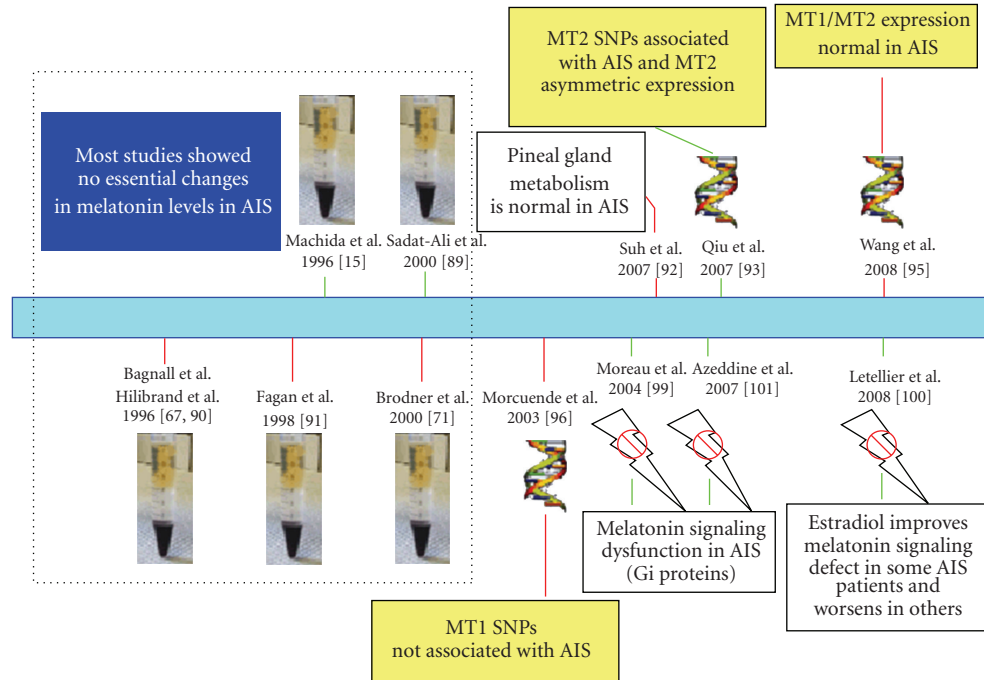 MT2 SNPs associated
with AIS and MT2
asymmetric expression
MT1/MT2 expression
normal in AIS
Most studies showed
no essential changes
in melatonin levels in AIS
Pineal gland
metabolism
is normal in AIS
Machida et al.
1996 [15]
Sadat-Ali et al.
2000 [89]
Suh et al.
2007 [92]
Qiu et al.
2007 [93]
Wang et al.
2008 [95]
Bagnall et al.
Hilibrand et al.
1996 [67, 90]
Fagan et al.
1998 [91]
Brodner et al.
2000 [71]
Morcuende et al.
2003 [96]
Moreau et al.
2004 [99]
Azeddine et al.
2007 [101]
Letellier et al.
2008 [100]
Melatonin signaling
dysfunction in AIS
(Gi proteins)
Estradiol improves
melatonin signaling
defect in some AIS
patients and
worsens in others
MT1 SNPs
not associated with AIS